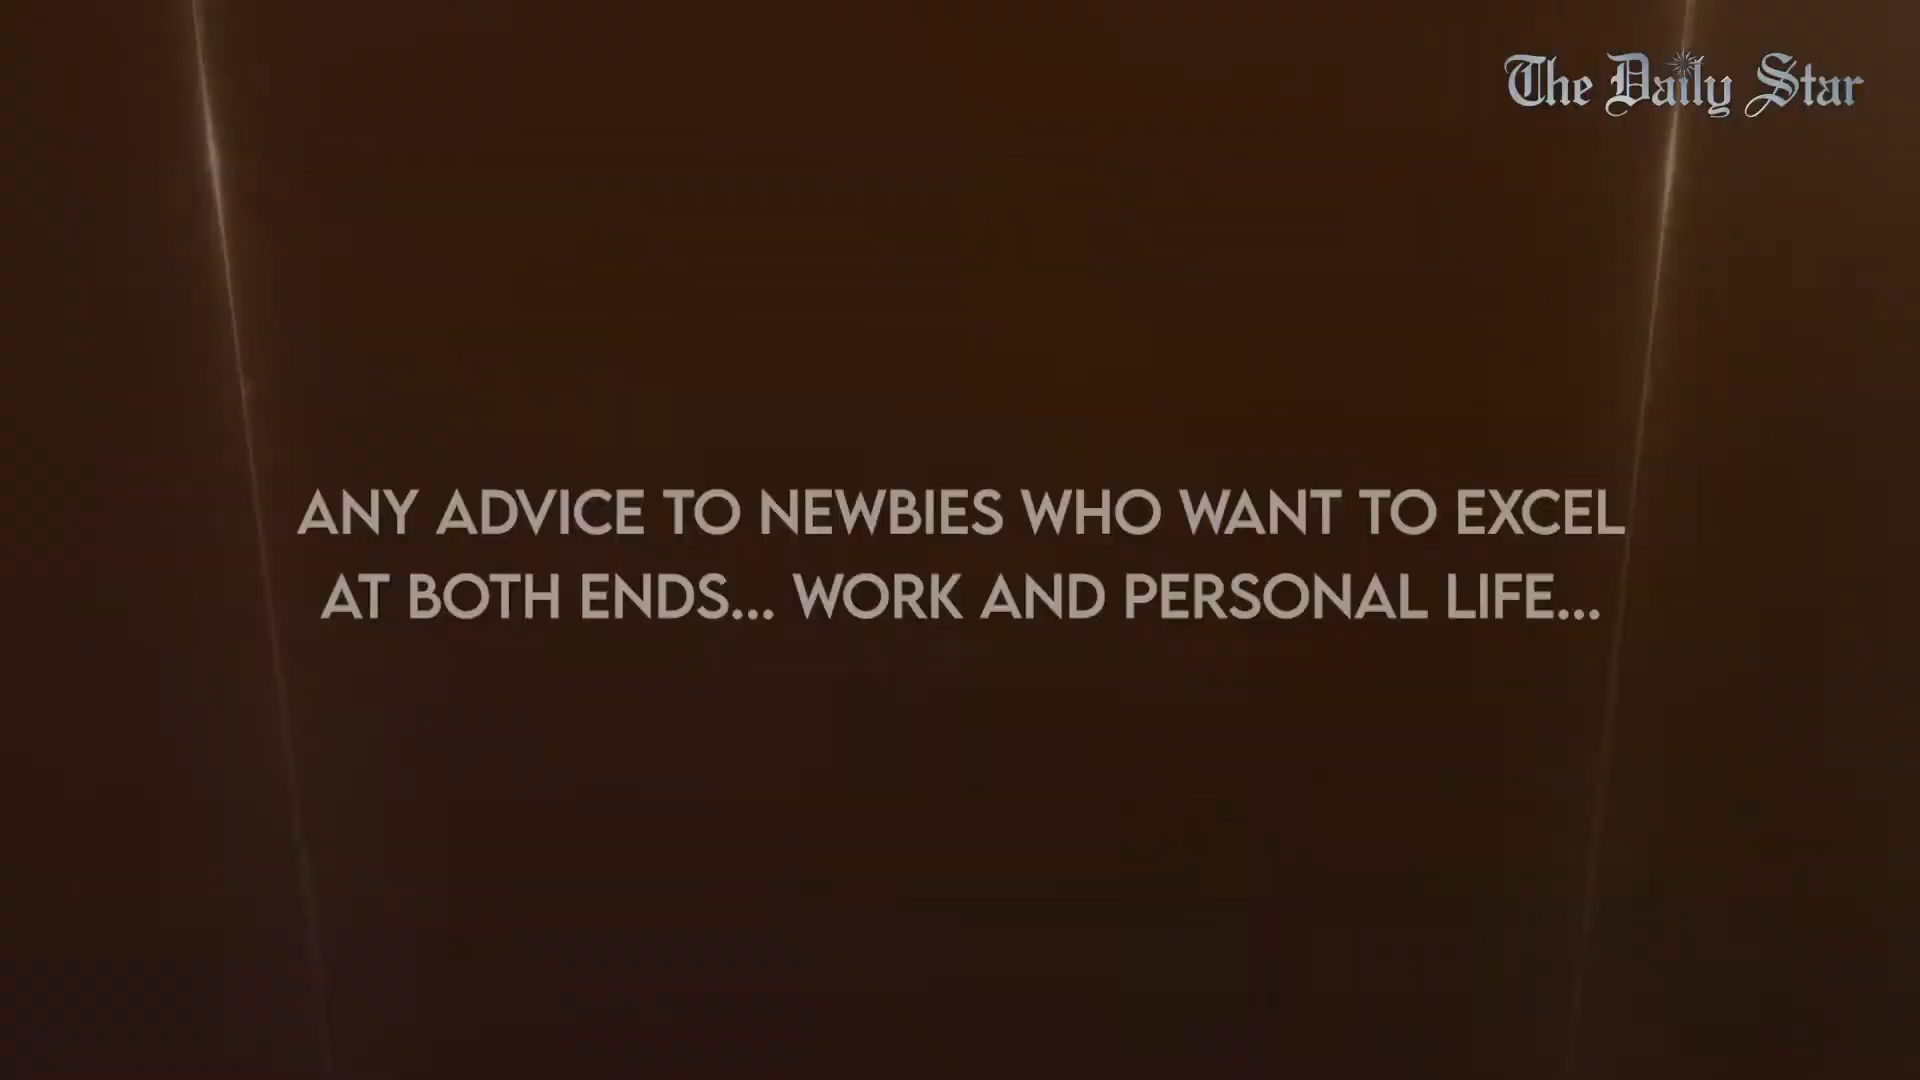 The Daily Star
ANY ADVICE TO NEWBIES WHO WANT TO EXCEL
AT BOTH ENDS... WORK AND PERSONAL LIFE...